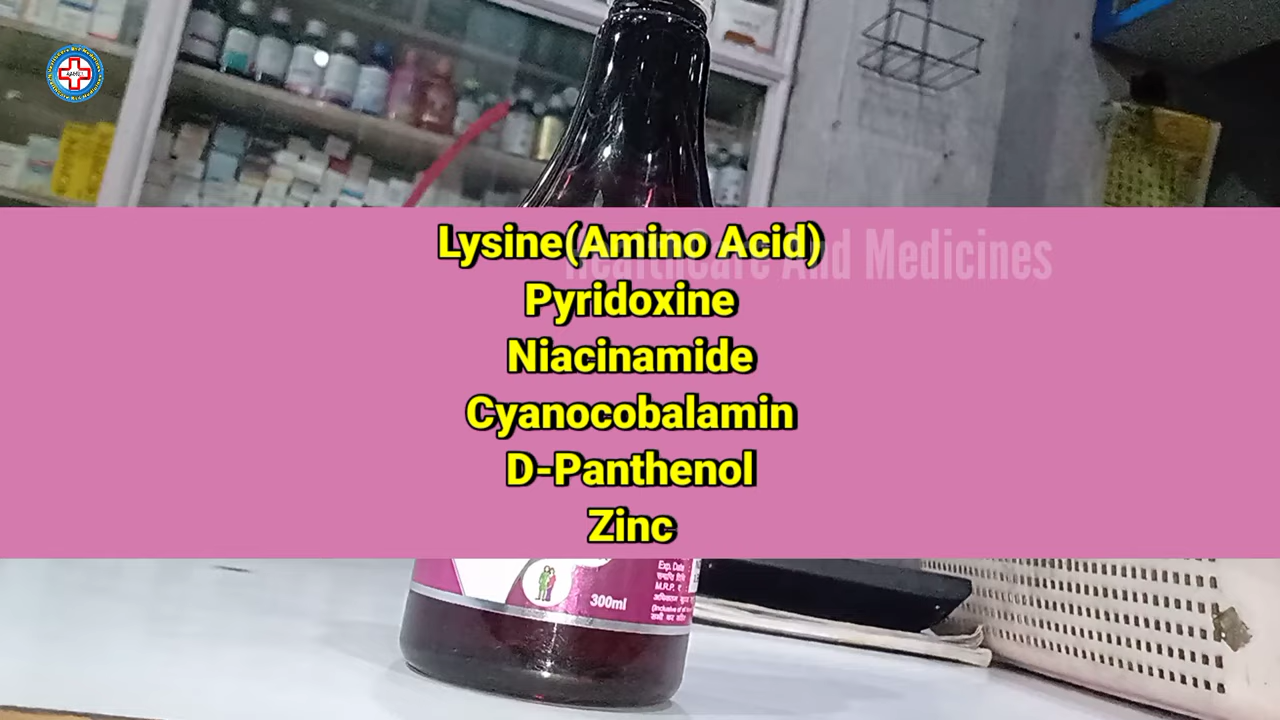 Healthcare And Medicines
Lysine(Amino Acid)
Pyridoxine
Niacinamide
Cyanocobalamin
D-Panthenol
Zinc
300ml
Exp. Date
M.R.P. ₹